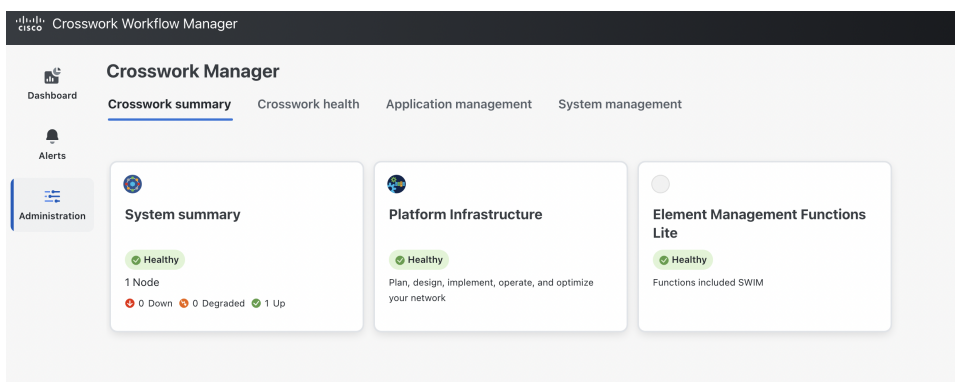 cisco Crosswork Workflow Manager
Dashboard
Alerts
Administration
Crosswork Manager
Crosswork summary Crosswork health Application management System management
System summary
Healthy
1 Node
0 Down 0 Degraded 1 Up
Platform Infrastructure
Healthy
Plan, design, implement, operate, and optimize
your network
Element Management Functions
Lite
Healthy
Functions included SWIM